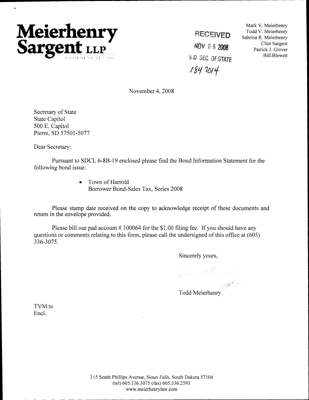 Meierhenry
Sargent LLP
ATTORNEYS AT LAW
Mark V. Meierhenry
Todd V. Meierhenry
Sabrina R. Meierhenry
Clint Sargent
Patrick J. Glover
Bill Blewett
RECEIVED
NOV 06 2008
S.D. SEC. OF STATE
1847014
November 4, 2008
Secretary of State
State Capitol
500 E. Capitol
Pierre, SD 57501-5077
Dear Secretary:
Pursuant to SDCL 6-8B-19 enclosed please find the Bond Information Statement for the
following bond issue:
• Town of Harrold
Borrower Bond-Sales Tax, Series 2008
Please stamp date received on the copy to acknowledge receipt of these documents and
return in the envelope provided.
Please bill our pad account # 100064 for the $1.00 filing fee. If you should have any
questions or comments relating to this form, please call the undersigned of this office at (605)
336-3075.
Sincerely yours,
Todd Meierhenry
TVM:ts
Encl.
315 South Phillips Avenue, Sioux Falls, South Dakota 57104
(tel) 605.336.3075 (fax) 605.336.2593
www.meierhenrylaw.com